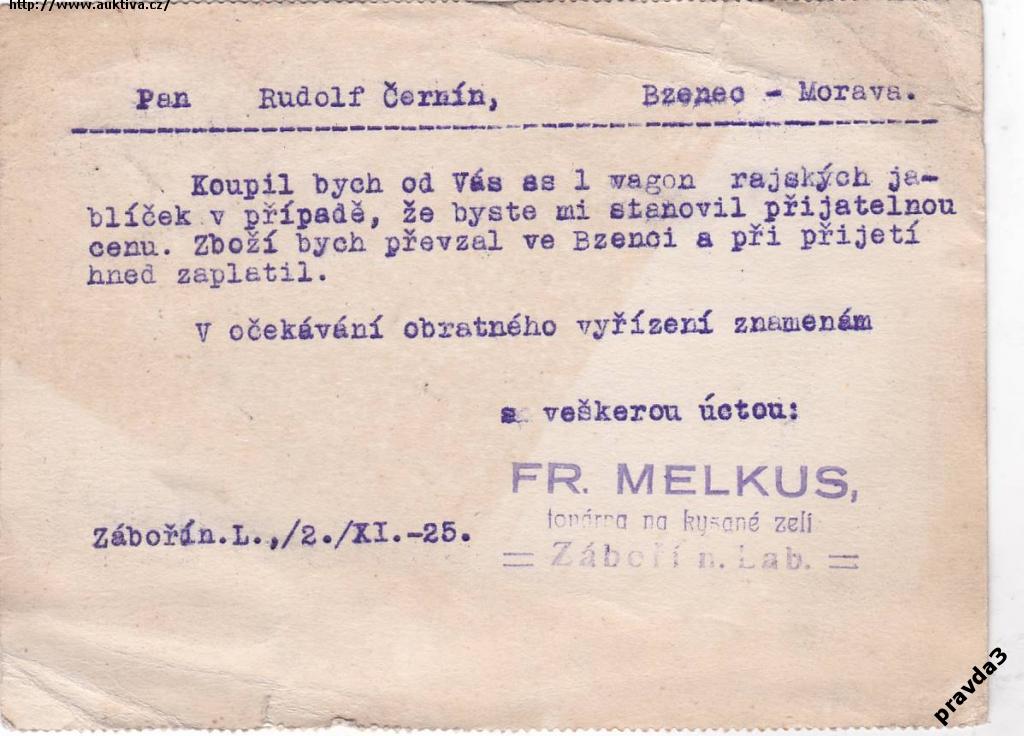 http://www.auktiva.cz/
Pan Rudolf Černín, Bzenec - Morava.
Koupil bych od Vás as 1 wagon rajských ja-
blíček v případě, že byste mi stanovil přijatelnou
cenu. Zboží bych převzal ve Bzenci a při přijetí
hned zaplatil.
V očekávání obratného vyřízení znamenám
s veškerou úctou:
FR. MELKUS,
továrna na kysané zelí
Zábořín.L.,/2./XI.-25.
= Záboří n. Lab. =
pravda3